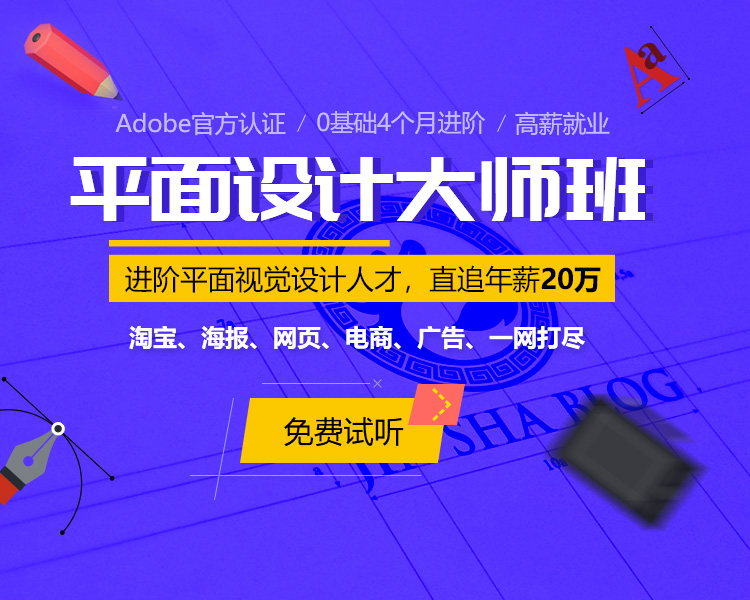 Aa
Adobe官方认证 / 0基础4个月进阶 / 高薪就业
平面设计大师班
进阶平面视觉设计人才，直追年薪20万
淘宝、海报、网页、电商、广告、一网打尽
免费试听
SHA BLOG